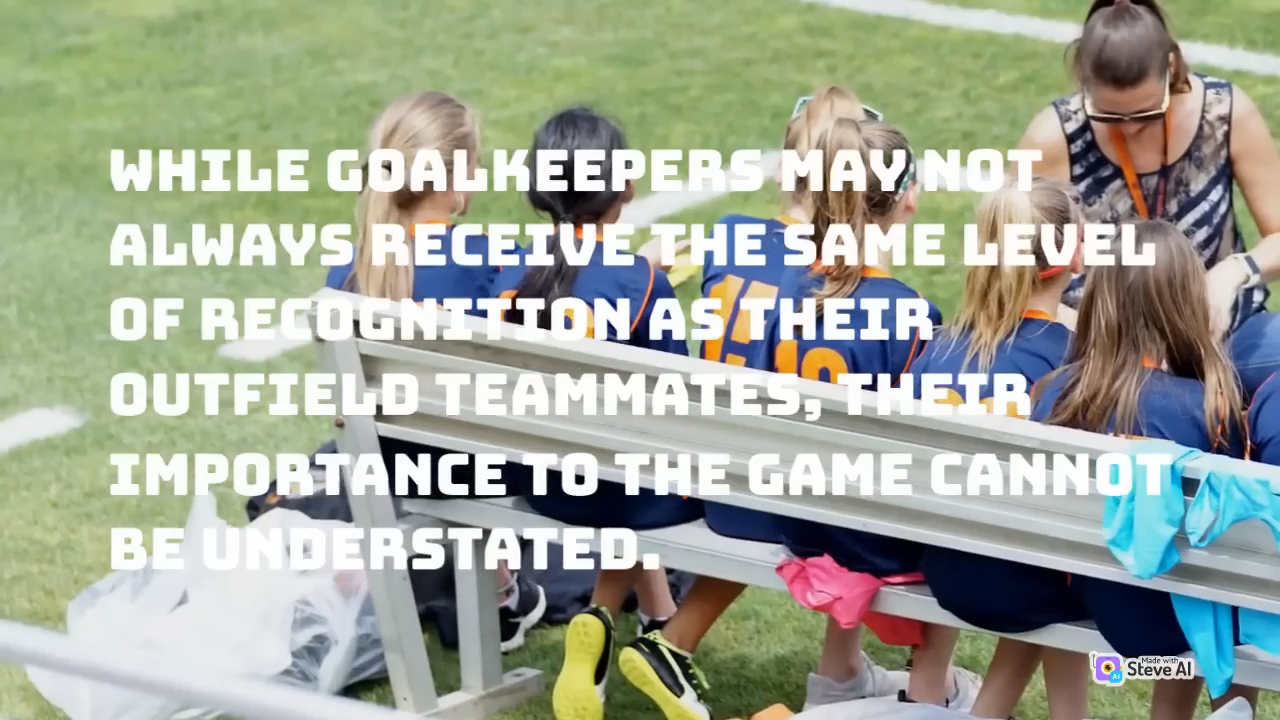 WHILE GOALKEEPERS MAY NOT
ALWAYS RECEIVE THE SAME LEVEL
OF RECOGNITION AS THEIR
OUTFIELD TEAMMATES, THEIR
IMPORTANCE TO THE GAME CANNOT
BE UNDERSTATED.
Made with
Steve AI